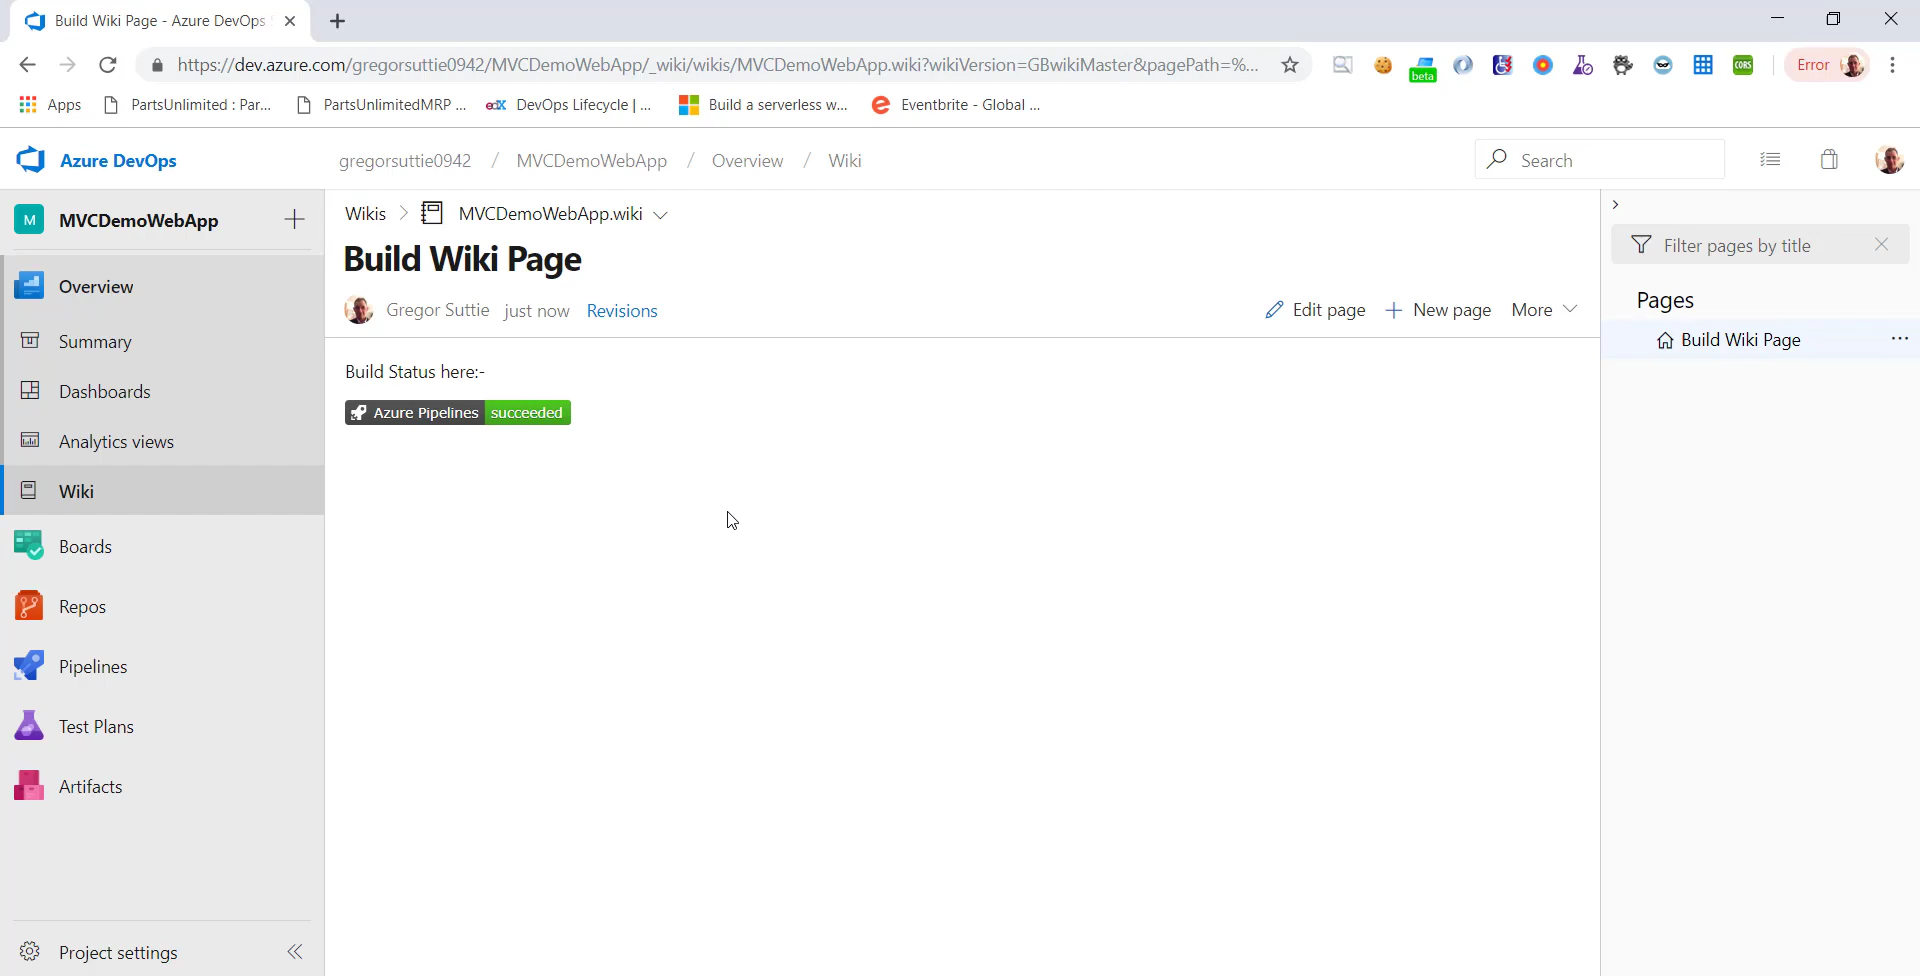 Build Wiki Page - Azure DevOps
https://dev.azure.com/gregorsuttie0942/MVCDemoWebApp/_wiki/wikis/MVCDemoWebApp.wiki?wikiVersion=GBwikiMaster&pagePath=%...
beta
CORS
Error
Apps
PartsUnlimited : Par...
PartsUnlimitedMRP ...
edX
DevOps Lifecycle | ...
Build a serverless w...
Eventbrite - Global ...
Azure DevOps
gregorsuttie0942 / MVCDemoWebApp / Overview / Wiki
Search
M
MVCDemoWebApp
Overview
Summary
Dashboards
Analytics views
Wiki
Boards
Repos
Pipelines
Test Plans
Artifacts
Project settings
Wikis > MVCDemoWebApp.wiki
Build Wiki Page
Gregor Suttie just now Revisions
Edit page
New page
More
Build Status here:-
Azure Pipelines succeeded
Filter pages by title
Pages
Build Wiki Page